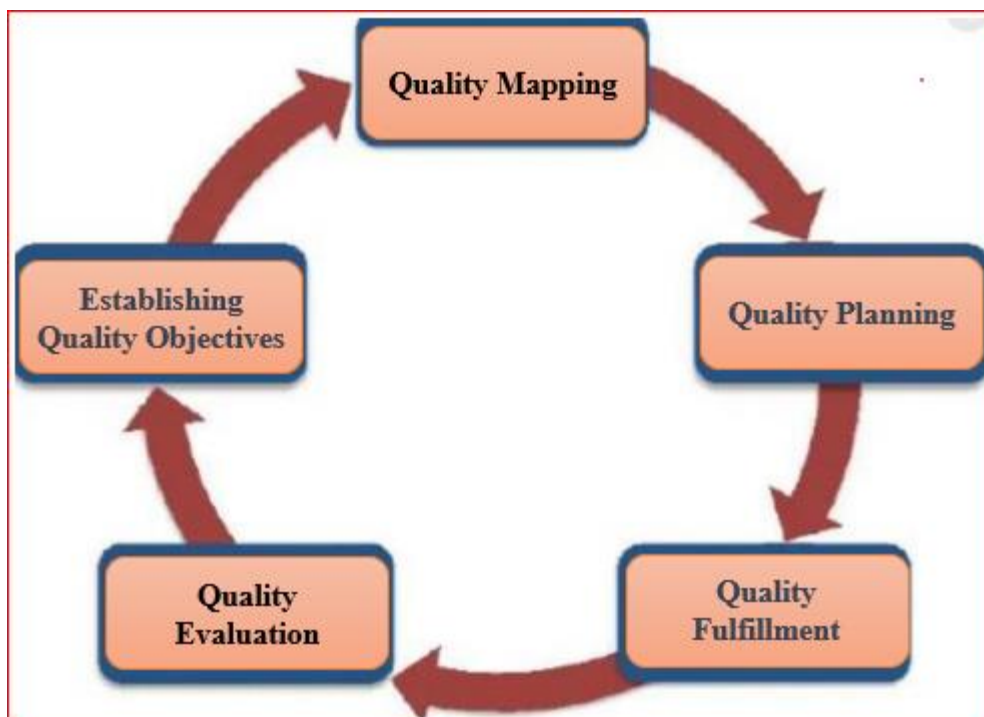 Quality Mapping
Quality Planning
Quality
Fulfillment
Quality
Evaluation
Establishing
Quality Objectives